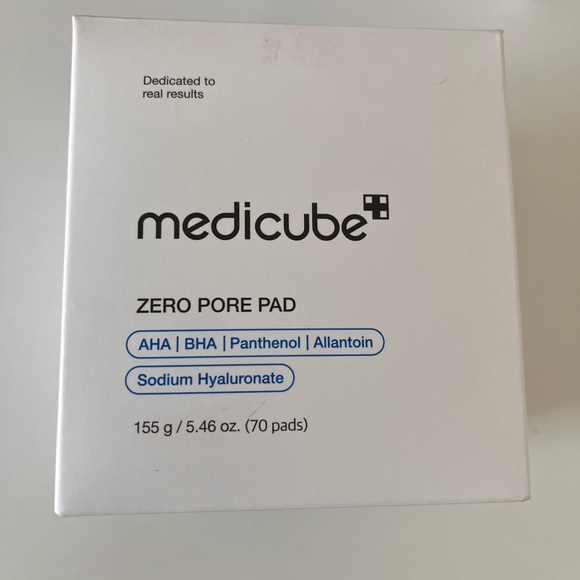 Dedicated to
real results
medicube
ZERO PORE PAD
AHA | BHA | Panthenol | Allantoin
Sodium Hyaluronate
155 g / 5.46 oz. (70 pads)